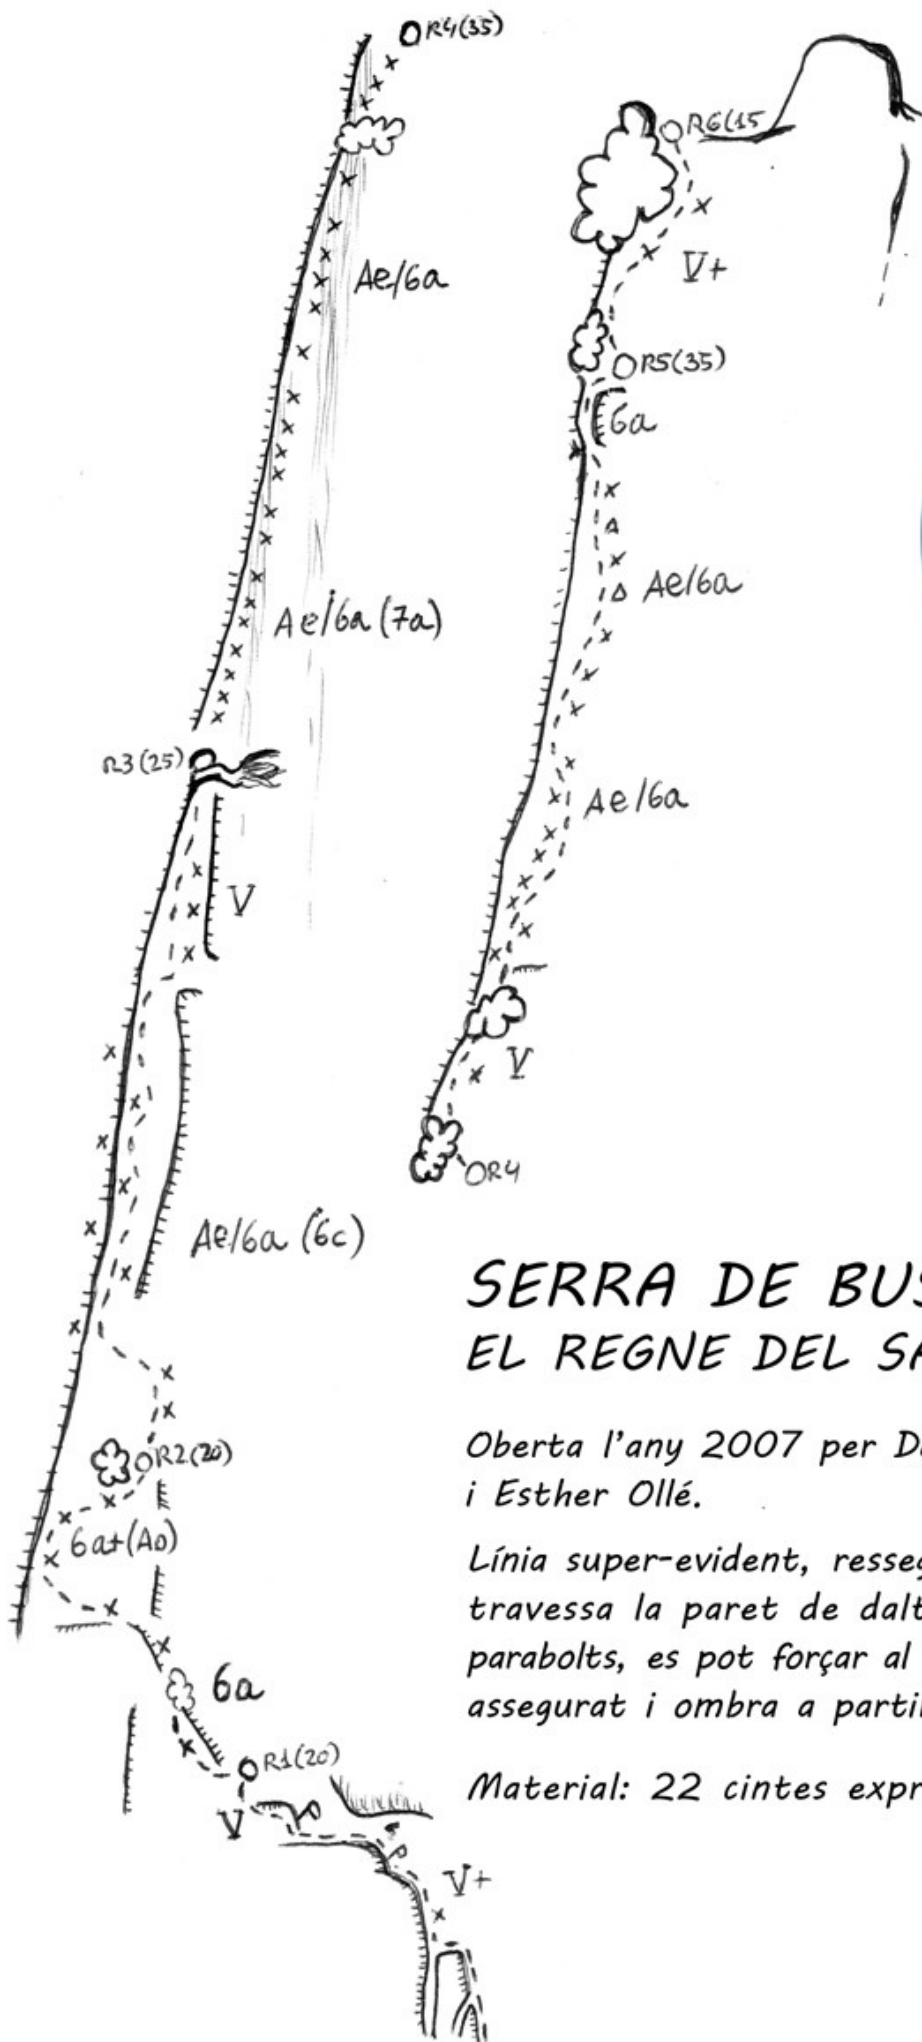 R4(35)
R6(15
Ae/6a
V+
R5(35)
6a
Ae/6a
Ae/6a (7a)
R3(25)
Ae/6a
V
V
R4
Ae/6a (6c)
SERRA DE BUS
EL REGNE DEL SA
Oberta l'any 2007 per D
i Esther Ollé.
R2(20)
6a+(A0)
Línia super-evident, resseg
travessa la paret de dalt
parabolts, es pot forçar al
assegurat i ombra a parti
6a
R1(20)
Material: 22 cintes expr
V
V+